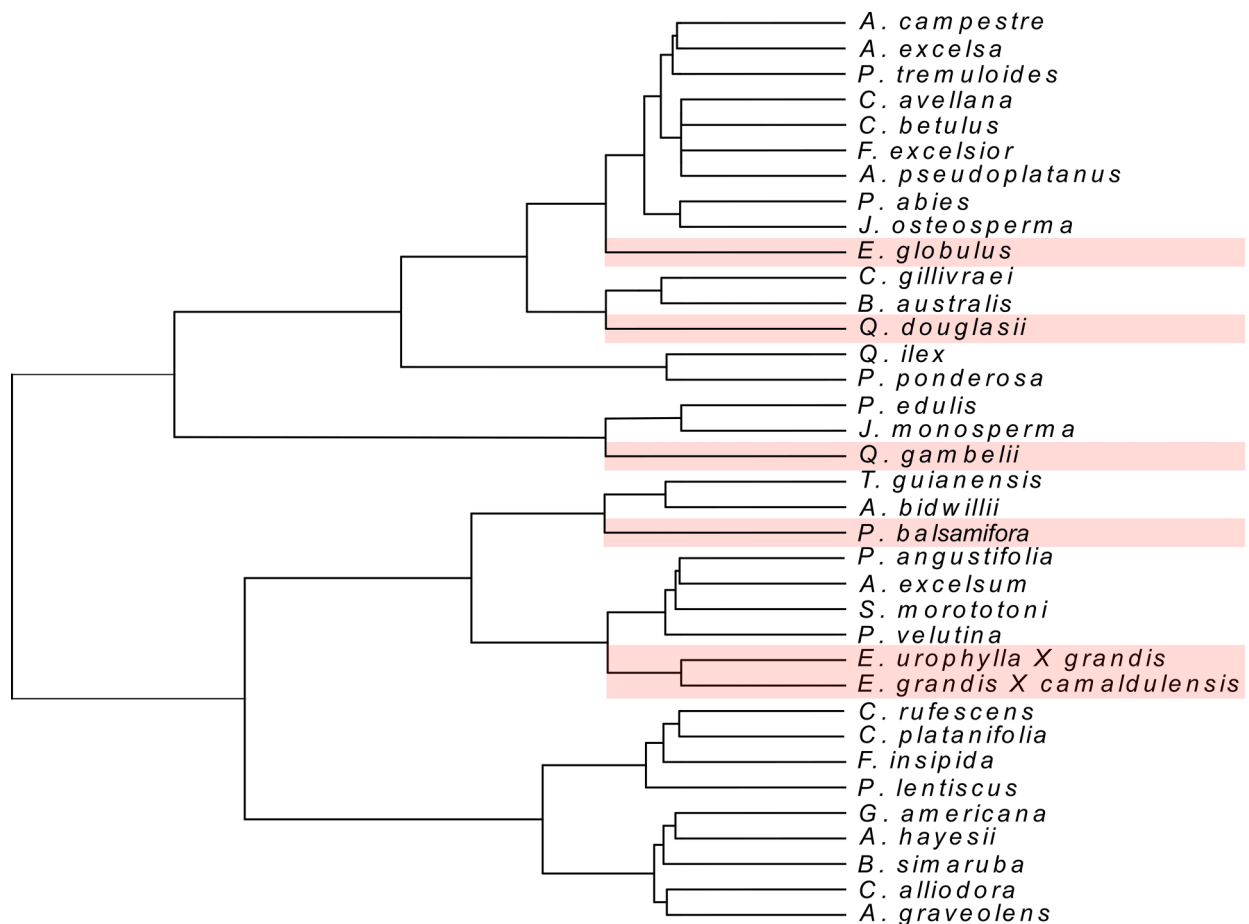 A. campestre
A. excelsa
P. tremuloides
C. avellana
C. betulus
F. excelsior
A. pseudoplatanus
P. abies
J. osteosperma
E. globulus
C. gillivraei
B. australis
Q. douglasii
Q. ilex
P. ponderosa
P. edulis
J. monosperma
Q. gambelii
T. guianensis
A. bidwillii
P. balsamifora
P. angustifolia
A. excelsum
S. morototoni
P. velutina
E. urophylla X grandis
E. grandis X camaldulensis
C. rufescens
C. platanifolia
F. insipida
P. lentiscus
G. americana
A. hayesii
B. simaruba
C. alliodora
A. graveolens